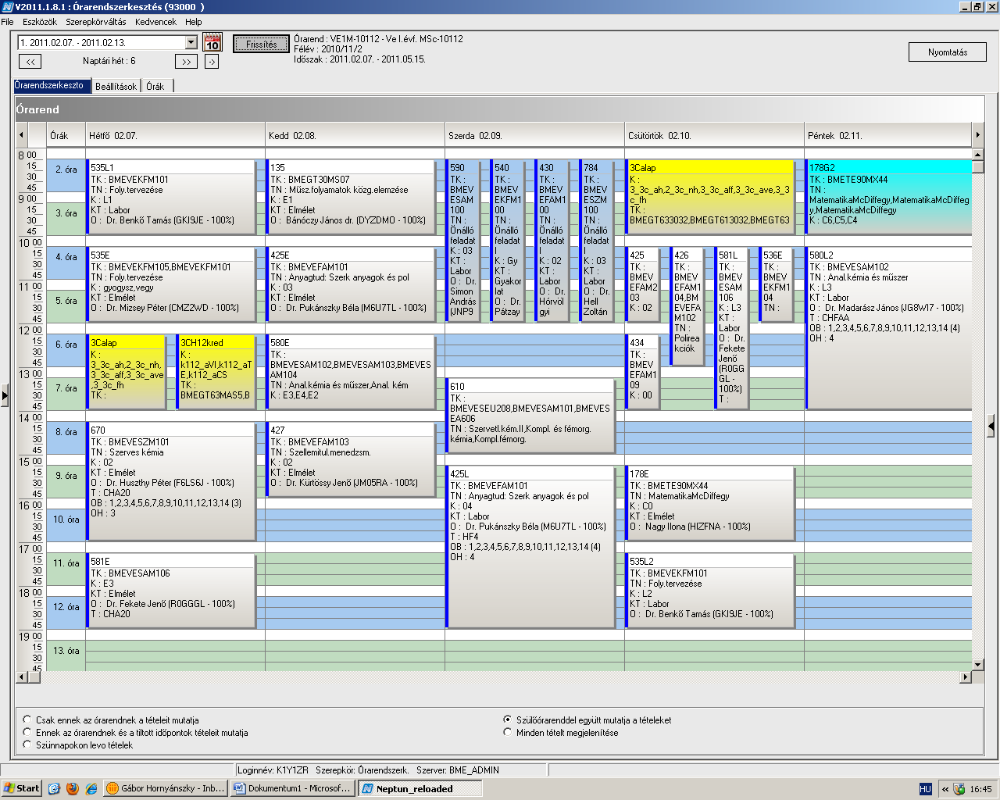 V2011.1.8.1 : Órarendszerkesztés (93000  )
File Eszközök Szerepkörváltás Kedvencek Help
1. 2011.02.07. - 2011.02.13.
10
Frissítés
Órarend : VE1M-10112 - Ve I.évf. MSc-10112
Félév : 2010/11/2
Időszak : 2011.02.07. - 2011.05.15.
Nyomtatás
<< Naptári hét : 6 >> ->
Órarendszerkeszto Beállítások Órák
Órarend
Órák Hétfő 02.07. Kedd 02.08. Szerda 02.09. Csütörtök 02.10. Péntek 02.11.
8 00
15
30
45
9 00
15
30
45
10 00
15
30
45
11 00
15
30
45
12 00
15
30
45
13 00
15
30
45
14 00
15
30
45
15 00
15
30
45
16 00
15
30
45
17 00
15
30
45
18 00
15
30
45
19 00
15
30
45
2. óra
3. óra
4. óra
5. óra
6. óra
7. óra
8. óra
9. óra
10. óra
11. óra
12. óra
13. óra
535L1
TK : BMEVEKFM101
TN : Foly.tervezése
K : L1
KT : Labor
O : Dr. Benkő Tamás (GKI9JE - 100%)
535E
TK : BMEVEKFM105,BMEVEKFM101
TN : Foly.tervezése
K : gyogysz,vegy
KT : Elmélet
O : Dr. Mizsey Péter (CMZ2WD - 100%)
3Calap
K :
3_3c_ah,2_3c_nh,
3_3c_aff,3_3c_ave
,3_3c_fh
TK :
3CH12kred
K :
k112_aVI,k112_aT
E,k112_aCS
TK :
BMEGT63MAS5,B
670
TK : BMEVESZM101
TN : Szerves kémia
K : 02
KT : Elmélet
O : Dr. Huszthy Péter (F6LS6J - 100%)
T : CHA20
OB : 1,2,3,4,5,6,7,8,9,10,11,12,13,14 (3)
OH : 3
581E
TK : BMEVESAM106
K : E3
KT : Elmélet
O : Dr. Fekete Jenő (R0GGGL - 100%)
T : CHA20
135
TK : BMEGT30MS07
TN : Műsz.folyamatok közg.elemzése
K : E1
KT : Elmélet
O : Bánóczy János dr. (DYZDMO - 100%)
425E
TK : BMEVEFAM101
TN : Anyagtud: Szerk anyagok és pol
K : 03
KT : Elmélet
O : Dr. Pukánszky Béla (M6U7TL - 100%)
580E
TK :
BMEVESAM102,BMEVESAM103,BMEVES
AM104
TN : Anal.kémia és műszer,Anal. kém
K : E3,E4,E2
427
TK : BMEVEFAM103
TN : Szellemitul.menedzsm.
K : 02
KT : Elmélet
O : Dr. Kürtössy Jenő (JM05RA - 100%)
590
TK :
BMEV
ESAM
100
TN :
Önálló
feladat
I
K : 03
KT :
Labor
O : Dr.
Simon
András
(JNP9
540
TK :
BMEV
EKFM1
00
TN :
Önálló
feladat
I
K : Gy
KT :
Gyakor
lat
O : Dr.
Pátzay
430
TK :
BMEV
EFAM1
00
TN :
Önálló
feladat
I
K : 02
KT :
Labor
O : Dr.
Hórvöl
gyi
784
TK :
BMEV
ESZM
100
TN :
Önálló
feladat
I
K : 03
KT :
Labor
O : Dr.
Hell
Zoltán
610
TK :
BMEVESEU208,BMEVESAM101,BMEVES
EA606
TN : Szervetl.kém.II,Kompl. és fémorg.
kémia,Kompl.fémorg.
425L
TK : BMEVEFAM101
TN : Anyagtud: Szerk anyagok és pol
K : 04
KT : Labor
O : Dr. Pukánszky Béla (M6U7TL - 100%)
T : HF4
OB : 1,2,3,4,5,6,7,8,9,10,11,12,13,14 (4)
OH : 4
3Calap
K :
3_3c_ah,2_3c_nh,3_3c_aff,3_3c_ave,3_3
c_fh
TK :
BMEGT633032,BMEGT613032,BMEGT63
425
TK :
BMEV
EFAM2
03
K : 02
426
TK :
BMEV
EFAM1
04,BM
EVEFA
M102
TN :
Polirea
kciók
581L
TK :
BMEV
ESAM
106
K : L3
KT :
Labor
O : Dr.
Fekete
Jenő
(R0GG
GL -
100%)
T :
536E
TK :
BMEV
EKFM1
04
TN :
434
TK :
BMEV
EFAM1
09
K : 00
178E
TK : BMETE90MX44
TN : MatematikaMcDiffegy
K : C0
KT : Elmélet
O : Nagy Ilona (HIZFNA - 100%)
535L2
TK : BMEVEKFM101
TN : Foly.tervezése
K : L2
KT : Labor
O : Dr. Benkő Tamás (GKI9JE - 100%)
178G2
TK : BMETE90MX44
TN :
MatematikaMcDiffegy,MatematikaMcDiffeg
y,MatematikaMcDiffegy
K : C6,C5,C4
580L2
TK : BMEVESAM102
TN : Anal.kémia és műszer
K : L3
KT : Labor
O : Dr. Madarász János (JG8WI7 - 100%)
T : CHFAA
OB : 1,2,3,4,5,6,7,8,9,10,11,12,13,14 (4)
OH : 4
Csak ennek az órarendnek a tételeit mutatja
Ennek az órarendnek és a tiltott időpontok tételeit mutatja
Szünnapokon levo tételek
Szülőórarenddel együtt mutatja a tételeket
Minden tételt megjelenítése
Loginnév: K1Y1ZR Szerepkör: Órarendszerk. Szerver: BME_ADMIN
Start
Gábor Hornyánszky - Inb...
Dokumentum1 - Microsof...
Neptun_reloaded
HU « 16:45